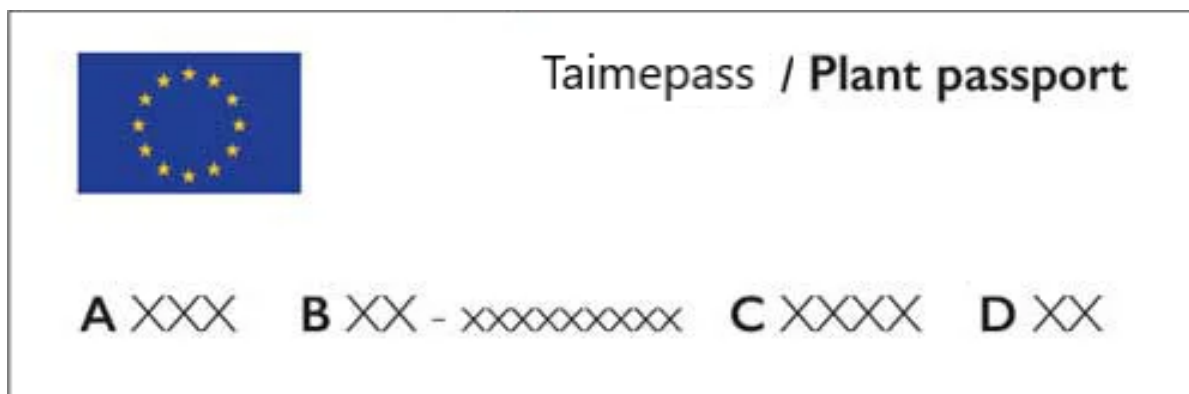 Taimepass / Plant passport
A XXX B XX - XXXXXXXXX C XXXX D XX